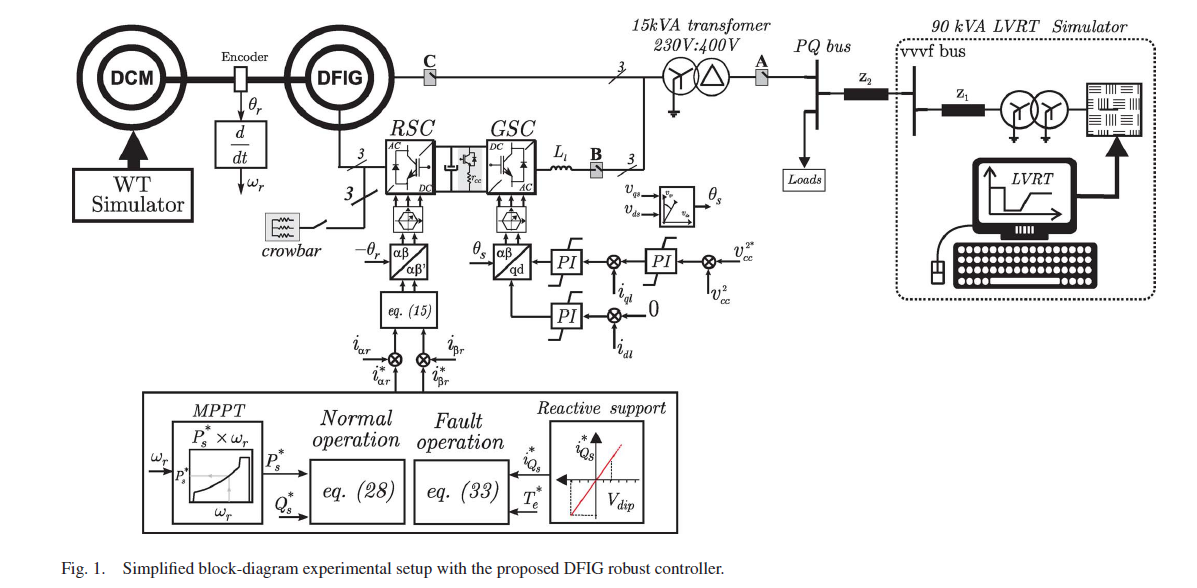 15kVA transfomer
230V:400V
90 kVA LVRT Simulator
PQ bus
vvvf bus
Encoder
DCM
DFIG
C
3
A
Z2
Z1
θr
d
dt
ωr
RSC
GSC
AC
DC
DC
AC
rcc
Ll
B
3
3
3
WT
Simulator
crowbar
Loads
LVRT
vqs
vds
θs
−θr
αβ
αβ'
θs
αβ
qd
PI
PI
v2*cc
iql
v2cc
PI
0
idl
eq. (15)
iαr
iβr
i*αr
i*βr
MPPT
P*s × ωr
ωr
P*s
ωr
P*s
Q*s
Normal
operation
eq. (28)
Fault
operation
eq. (33)
Reactive support
i*Qs
T*e
i*Qs
Vdip
Fig. 1. Simplified block-diagram experimental setup with the proposed DFIG robust controller.